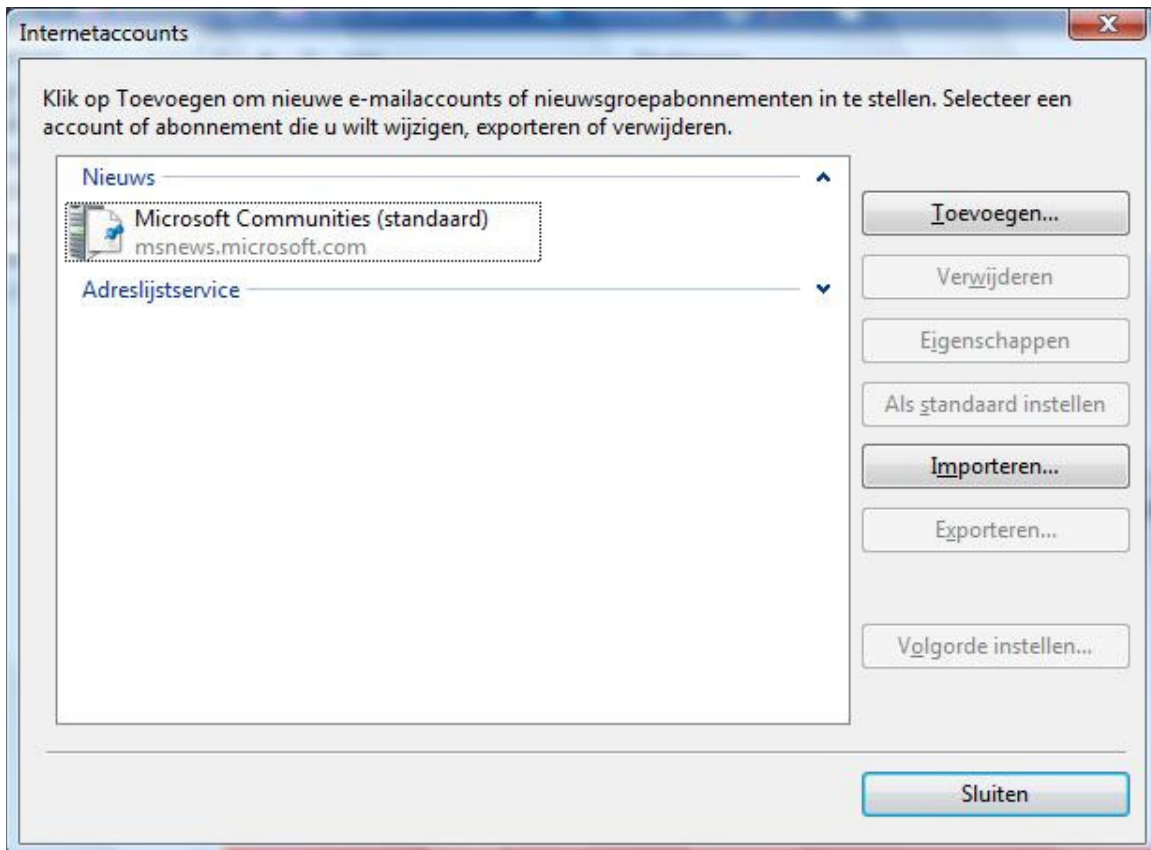 Internetaccounts
Klik op Toevoegen om nieuwe e-mailaccounts of nieuwsgroepabonnementen in te stellen. Selecteer een
account of abonnement die u wilt wijzigen, exporteren of verwijderen.
Nieuws
Microsoft Communities (standaard)
msnews.microsoft.com
Adreslijstservice
Toevoegen...
Verwijderen
Eigenschappen
Als standaard instellen
Importeren...
Exporteren...
Volgorde instellen...
Sluiten